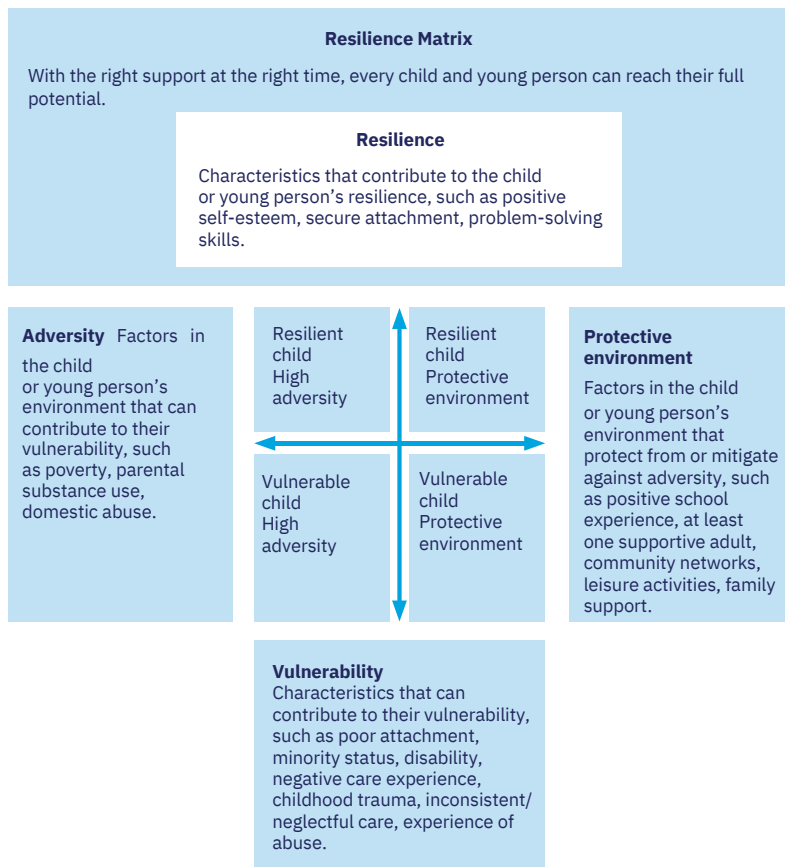 Resilience Matrix
With the right support at the right time, every child and young person can reach their full
potential.
Resilience
Characteristics that contribute to the child
or young person’s resilience, such as positive
self-esteem, secure attachment, problem-solving
skills.
Adversity Factors in
the child
or young person’s
environment that can
contribute to their
vulnerability, such
as poverty, parental
substance use,
domestic abuse.
Resilient
child
High
adversity
Resilient
child
Protective
environment
Vulnerable
child
High
adversity
Vulnerable
child
Protective
environment
Protective
environment
Factors in the child
or young person’s
environment that
protect from or mitigate
against adversity, such
as positive school
experience, at least
one supportive adult,
community networks,
leisure activities, family
support.
Vulnerability
Characteristics that can
contribute to their vulnerability,
such as poor attachment,
minority status, disability,
negative care experience,
childhood trauma, inconsistent/
neglectful care, experience of
abuse.